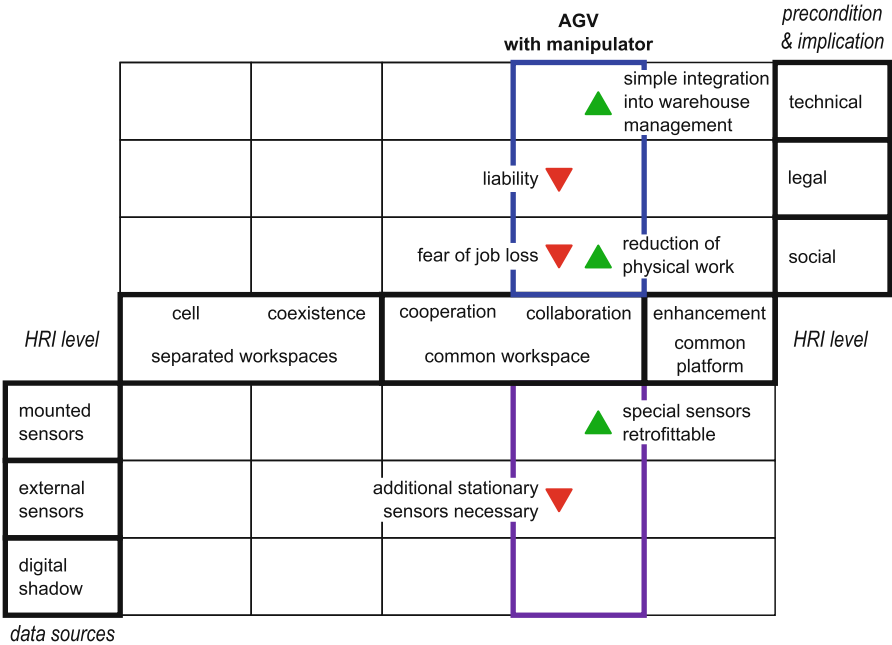 AGV
with manipulator
precondition
& implication
simple integration
into warehouse
management
technical
liability
legal
fear of job loss
reduction of
physical work
social
HRI level
cell
coexistence
separated workspaces
cooperation
collaboration
common workspace
enhancement
common
platform
HRI level
mounted
sensors
special sensors
retrofittable
external
sensors
additional stationary
sensors necessary
digital
shadow
data sources